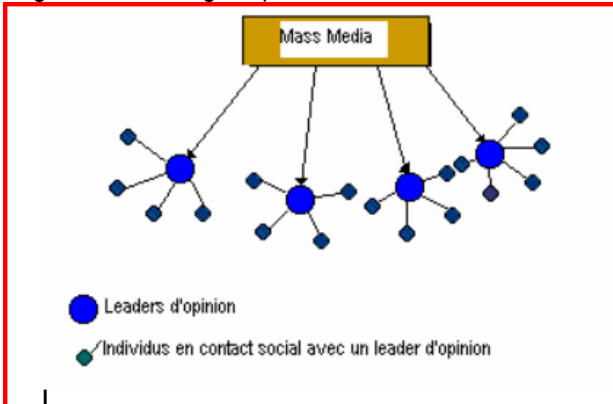 Mass Media
Leaders d'opinion
Individus en contact social avec un leader d'opinion